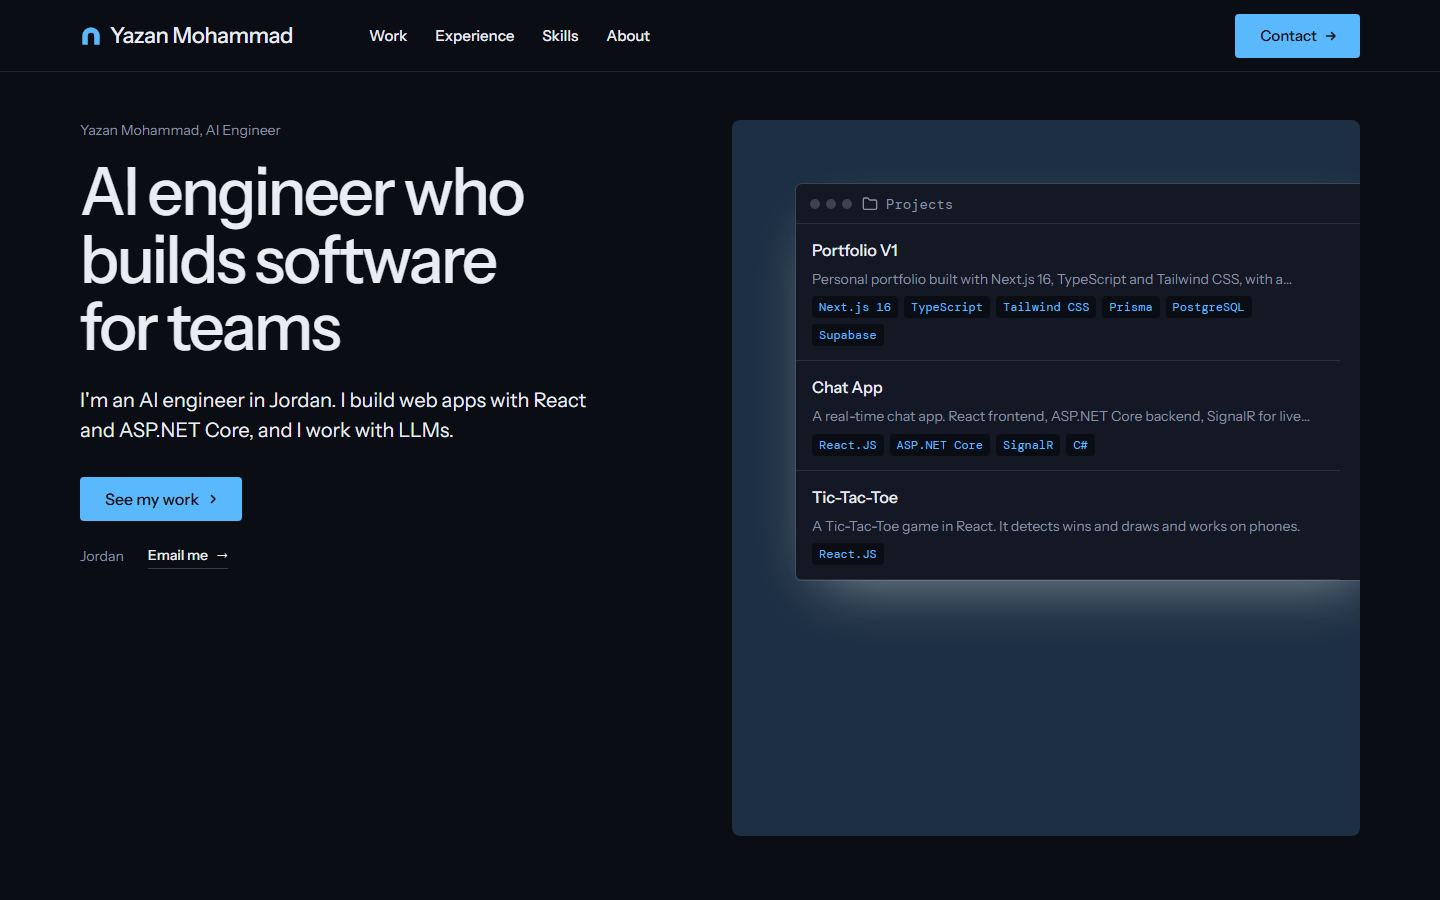 Yazan Mohammad
Work Experience Skills About
Contact →
Yazan Mohammad, AI Engineer
AI engineer who
builds software
for teams
I'm an AI engineer in Jordan. I build web apps with React
and ASP.NET Core, and I work with LLMs.
See my work ›
Jordan Email me →
Projects
Portfolio V1
Personal portfolio built with Next.js 16, TypeScript and Tailwind CSS, with a...
Next.js 16 TypeScript Tailwind CSS Prisma PostgreSQL
Supabase
Chat App
A real-time chat app. React frontend, ASP.NET Core backend, SignalR for live...
React.JS ASP.NET Core SignalR C#
Tic-Tac-Toe
A Tic-Tac-Toe game in React. It detects wins and draws and works on phones.
React.JS